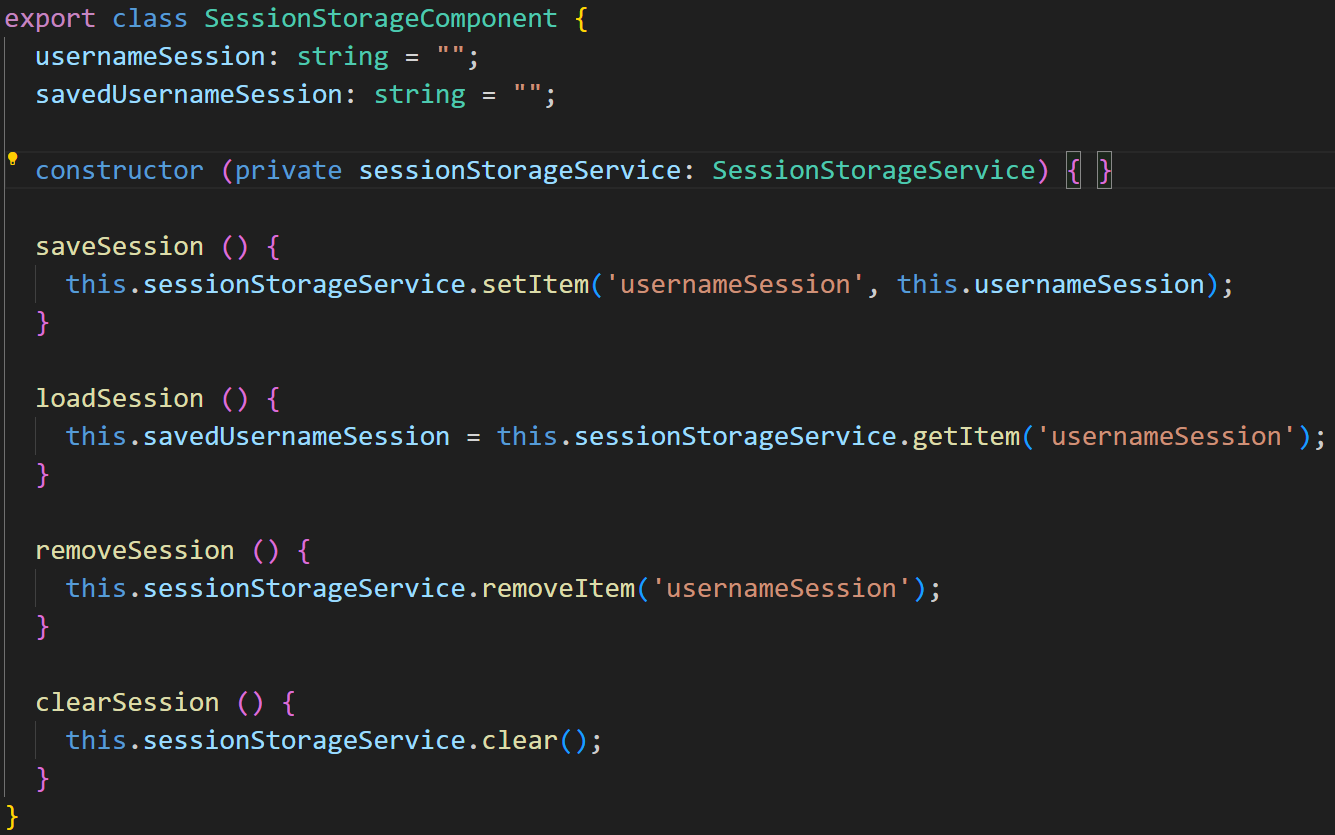 export class SessionStorageComponent {
  usernameSession: string = "";
  savedUsernameSession: string = "";

  constructor (private sessionStorageService: SessionStorageService) { }

  saveSession () {
    this.sessionStorageService.setItem('usernameSession', this.usernameSession);
  }

  loadSession () {
    this.savedUsernameSession = this.sessionStorageService.getItem('usernameSession');
  }

  removeSession () {
    this.sessionStorageService.removeItem('usernameSession');
  }

  clearSession () {
    this.sessionStorageService.clear();
  }
}